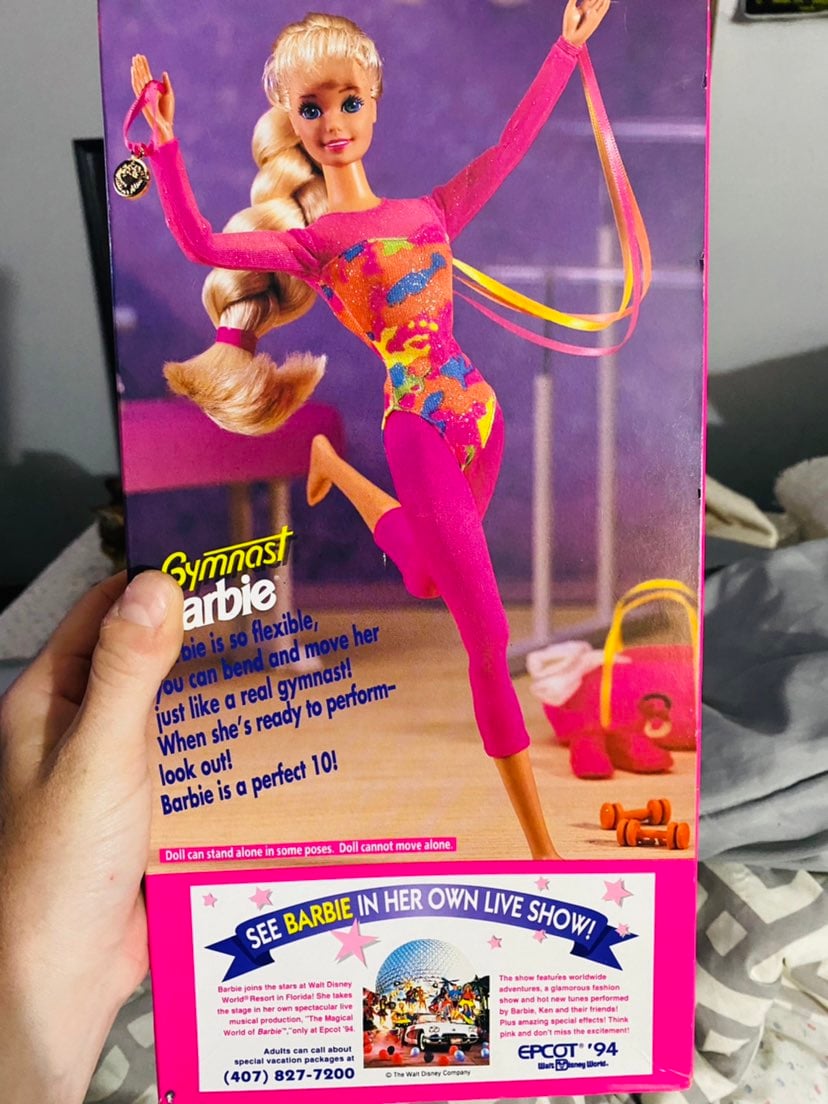 Gymnast
arbie
bie is so flexible,
you can bend and move her
just like a real gymnast!
When she's ready to perform–
look out!
Barbie is a perfect 10!
Doll can stand alone in some poses. Doll cannot move alone.
SEE BARBIE IN HER OWN LIVE SHOW!
Barbie joins the stars at Walt Disney
World® Resort in Florida! She takes
the stage in her own spectacular live
musical production, "The Magical
World of Barbie™," only at Epcot '94.
Adults can call about
special vacation packages at
(407) 827-7200
© The Walt Disney Company
The show features worldwide
adventures, a glamorous fashion
show and hot new tunes performed
by Barbie, Ken and their friends!
Plus amazing special effects! Think
pink and don't miss the excitement!
EPCOT® '94
Walt Disney World®